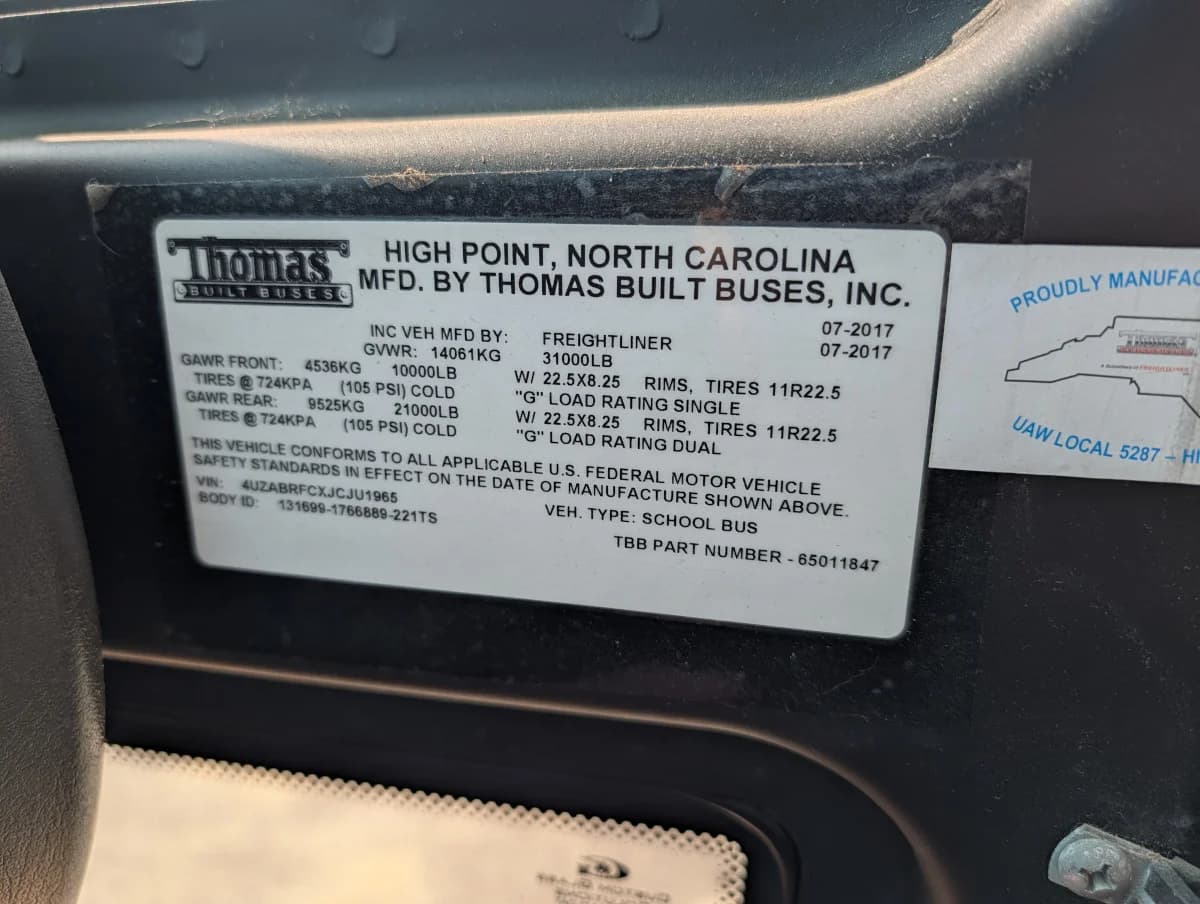 Thomas
BUILT BUSES
HIGH POINT, NORTH CAROLINA
MFD. BY THOMAS BUILT BUSES, INC.
07-2017
INC VEH MFD BY: FREIGHTLINER 07-2017
GVWR: 14061KG 31000LB
GAWR FRONT: 4536KG 10000LB W/ 22.5X8.25 RIMS, TIRES 11R22.5
TIRES @ 724KPA (105 PSI) COLD "G" LOAD RATING SINGLE
GAWR REAR: 9525KG 21000LB W/ 22.5X8.25 RIMS, TIRES 11R22.5
TIRES @ 724KPA (105 PSI) COLD "G" LOAD RATING DUAL
THIS VEHICLE CONFORMS TO ALL APPLICABLE U.S. FEDERAL MOTOR VEHICLE
SAFETY STANDARDS IN EFFECT ON THE DATE OF MANUFACTURE SHOWN ABOVE.
VIN: 4UZABRFCXJCJU1965
BODY ID: 131699-1766889-221TS VEH. TYPE: SCHOOL BUS
TBB PART NUMBER - 65011847
PROUDLY MANUFAC
THOMAS
UAW LOCAL 5287 – HI